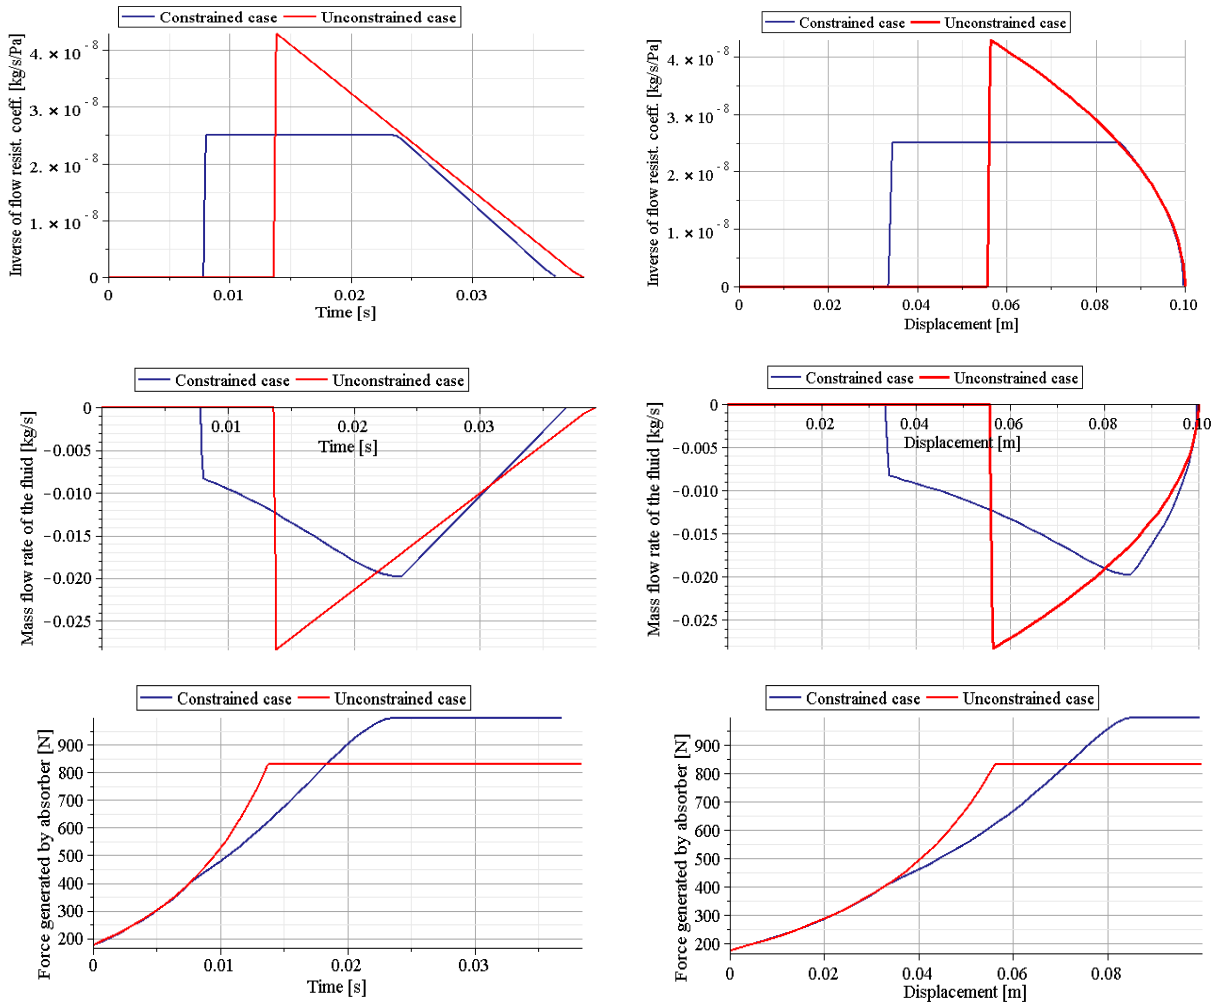 Constrained case Unconstrained case
Inverse of flow resist. coeff. [kg/s/Pa]
4. × 10⁻⁸
3. × 10⁻⁸
2. × 10⁻⁸
1. × 10⁻⁸
0
0 0.01 0.02 0.03
Time [s]
Constrained case Unconstrained case
Inverse of flow resist. coeff. [kg/s/Pa]
4. × 10⁻⁸
3. × 10⁻⁸
2. × 10⁻⁸
1. × 10⁻⁸
0
0 0.02 0.04 0.06 0.08 0.10
Displacement [m]
Constrained case Unconstrained case
Mass flow rate of the fluid [kg/s]
0
0.01 0.02 0.03
Time [s]
−0.005
−0.010
−0.015
−0.020
−0.025
Constrained case Unconstrained case
Mass flow rate of the fluid [kg/s]
0
0.02 0.04 0.06 0.08 0.10
Displacement [m]
−0.005
−0.010
−0.015
−0.020
−0.025
Constrained case Unconstrained case
Force generated by absorber [N]
900
800
700
600
500
400
300
200
0 0.01 0.02 0.03
Time [s]
Constrained case Unconstrained case
Force generated by absorber [N]
900
800
700
600
500
400
300
200
0 0.02 0.04 0.06 0.08
Displacement [m]